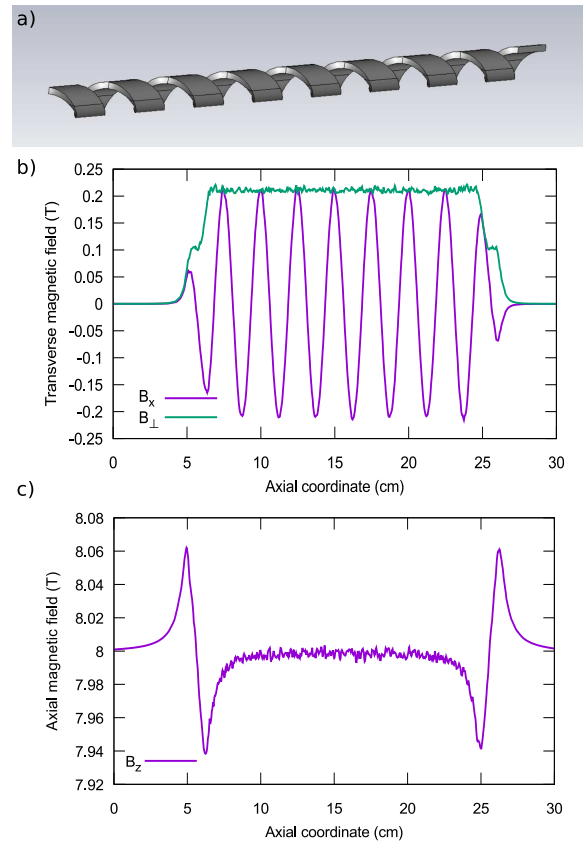 a)
b)
Transverse magnetic field (T)
0.25
0.2
0.15
0.1
0.05
0
-0.05
-0.1
-0.15
-0.2
-0.25
Bx
B⊥
0 5 10 15 20 25 30
Axial coordinate (cm)
c)
Axial magnetic field (T)
8.08
8.06
8.04
8.02
8
7.98
7.96
7.94
7.92
Bz
0 5 10 15 20 25 30
Axial coordinate (cm)